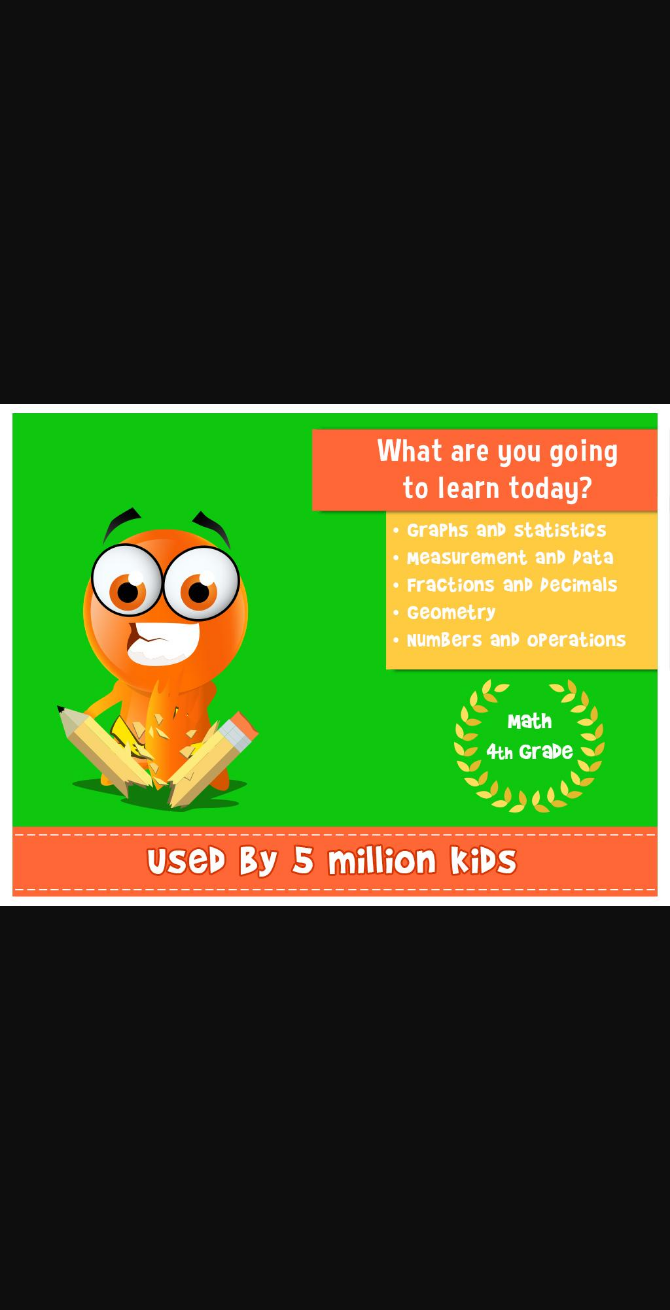 What are you going
to learn today?
• Graphs and statistics
• Measurement and Data
• Fractions and Decimals
• Geometry
• Numbers and operations
Math
4th Grade
Used By 5 million kids